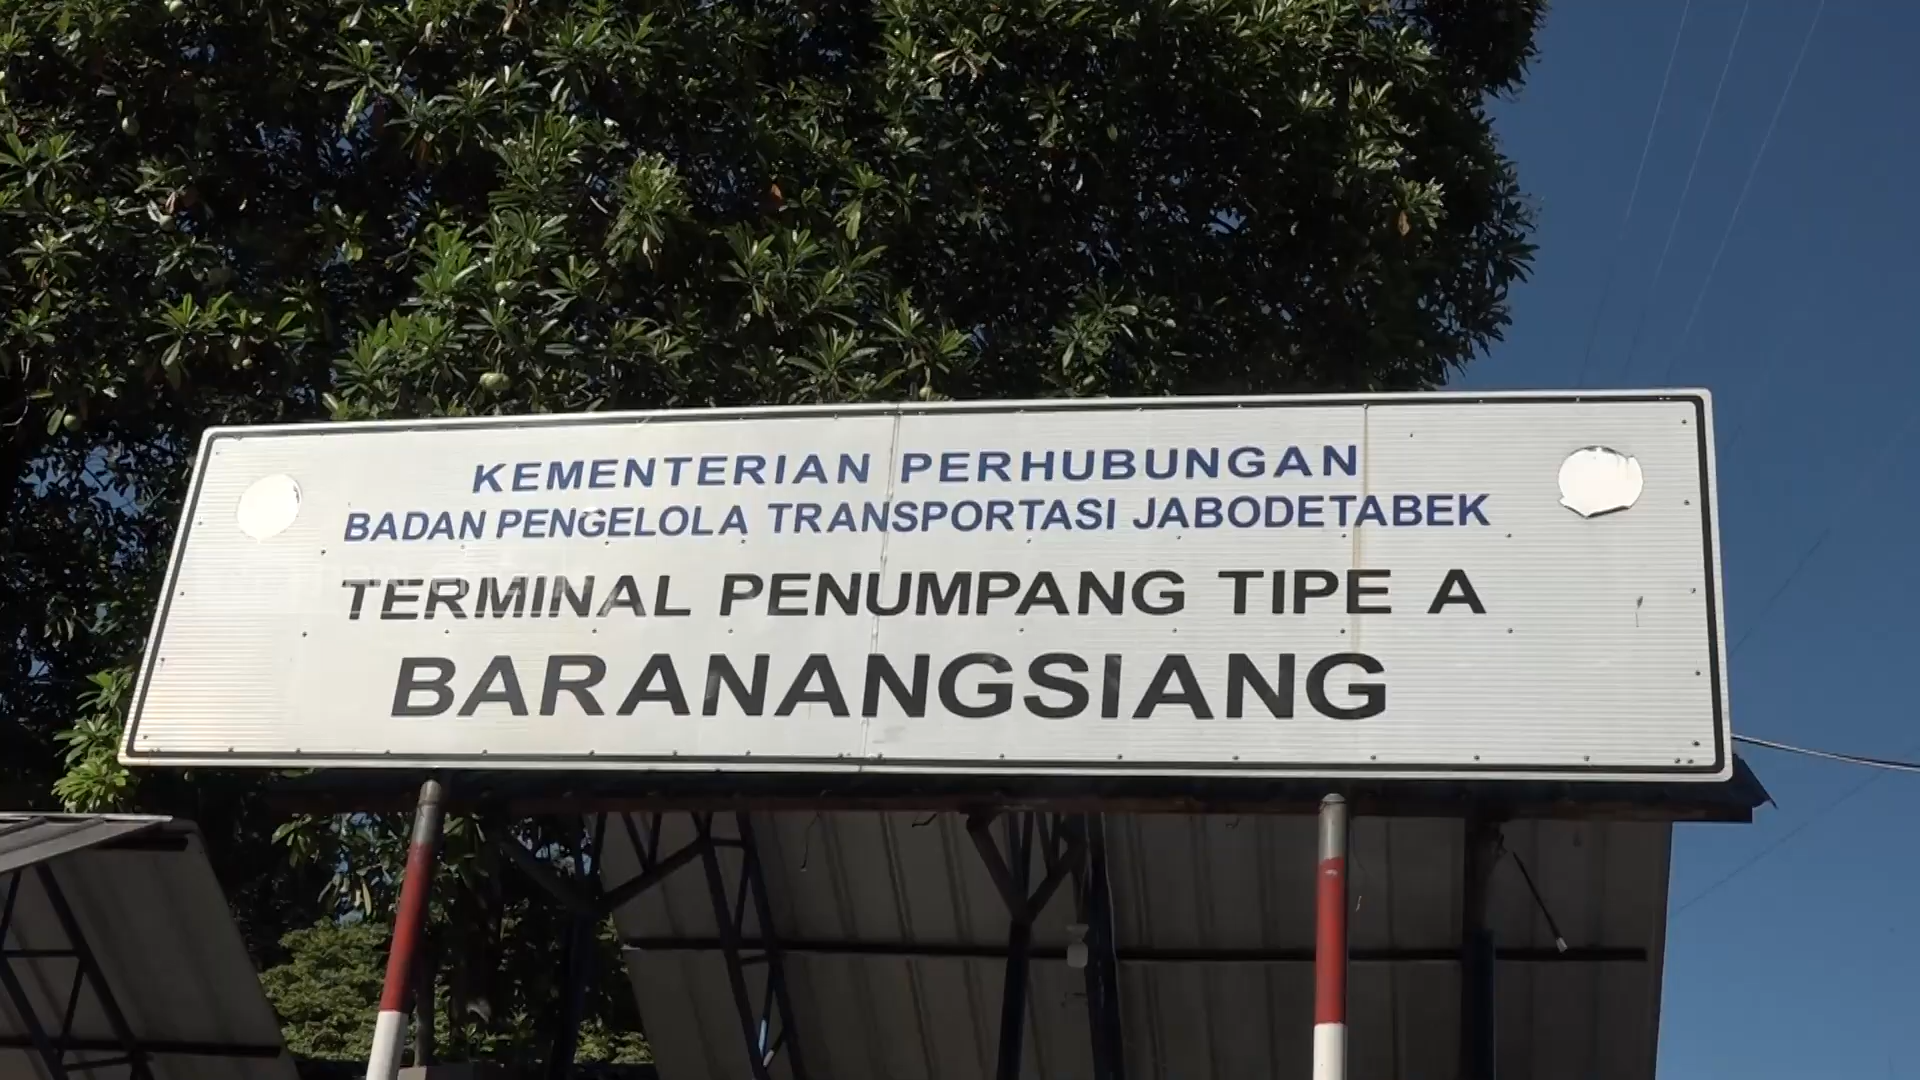 KEMENTERIAN PERHUBUNGAN
BADAN PENGELOLA TRANSPORTASI JABODETABEK
TERMINAL PENUMPANG TIPE A
BARANANGSIANG